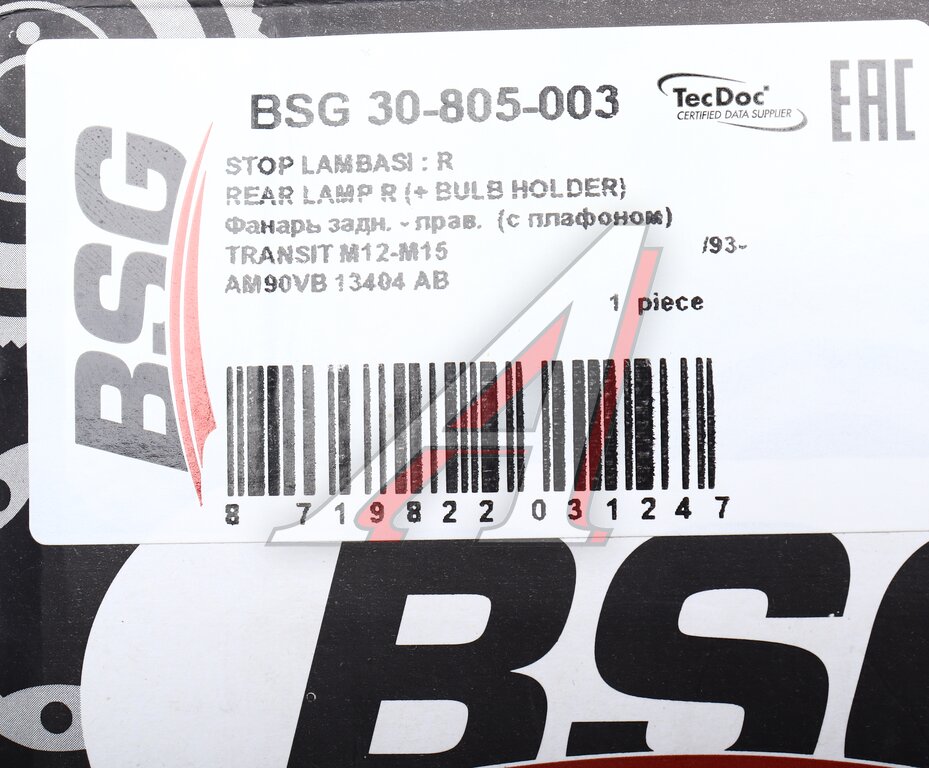 BSG 30-805-003
TecDoc
CERTIFIED DATA SUPPLIER
EAC
BSG
STOP LAMBASI : R
REAR LAMP R (+ BULB HOLDER)
Фанарь задн. - прав. (с плафоном)
TRANSIT M12-M15 /93-
AM90VB 13404 AB
1 piece
8 719822 031247
BSG